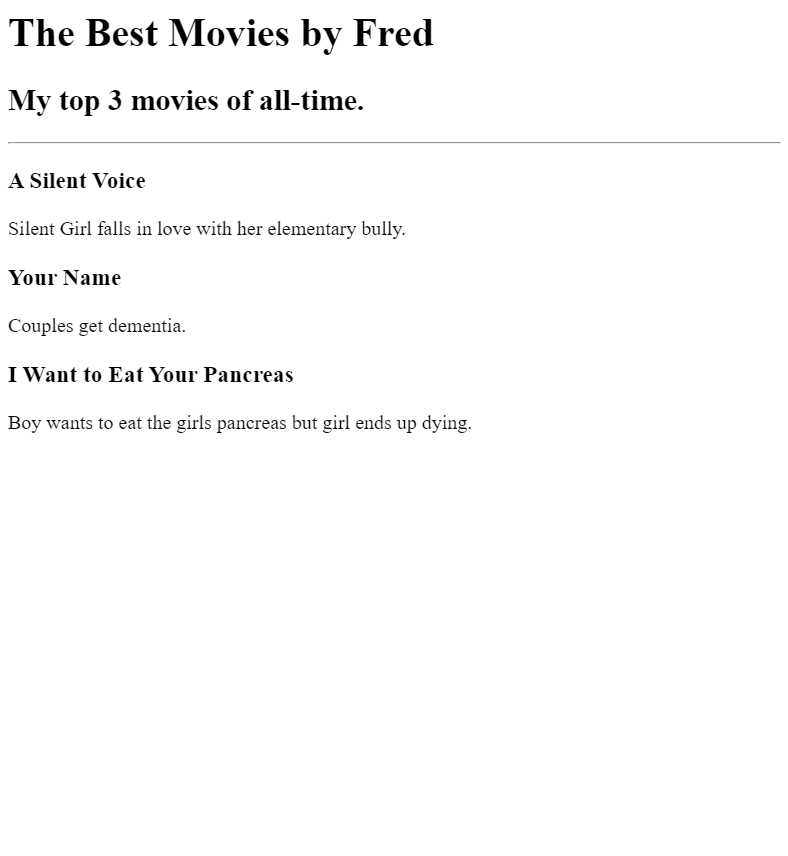 The Best Movies by Fred
My top 3 movies of all-time.
A Silent Voice
Silent Girl falls in love with her elementary bully.
Your Name
Couples get dementia.
I Want to Eat Your Pancreas
Boy wants to eat the girls pancreas but girl ends up dying.